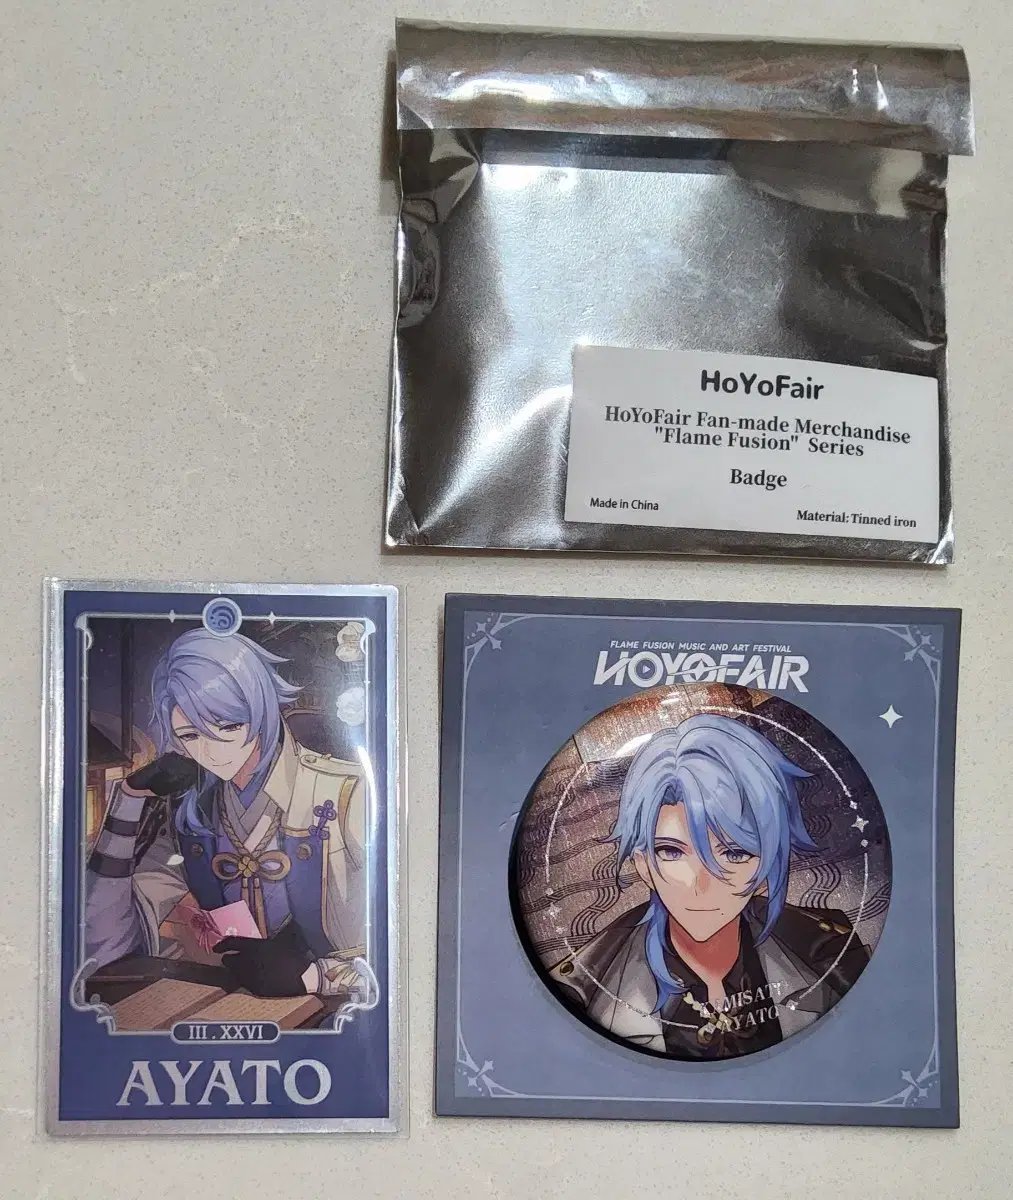 HoYoFair
HoYoFair Fan-made Merchandise
"Flame Fusion" Series
Badge
Made in China
Material: Tinned iron
III.XXVI
AYATO
FLAME FUSION MUSIC AND ART FESTIVAL
HOYOFAIR
KAMISATO
AYATO